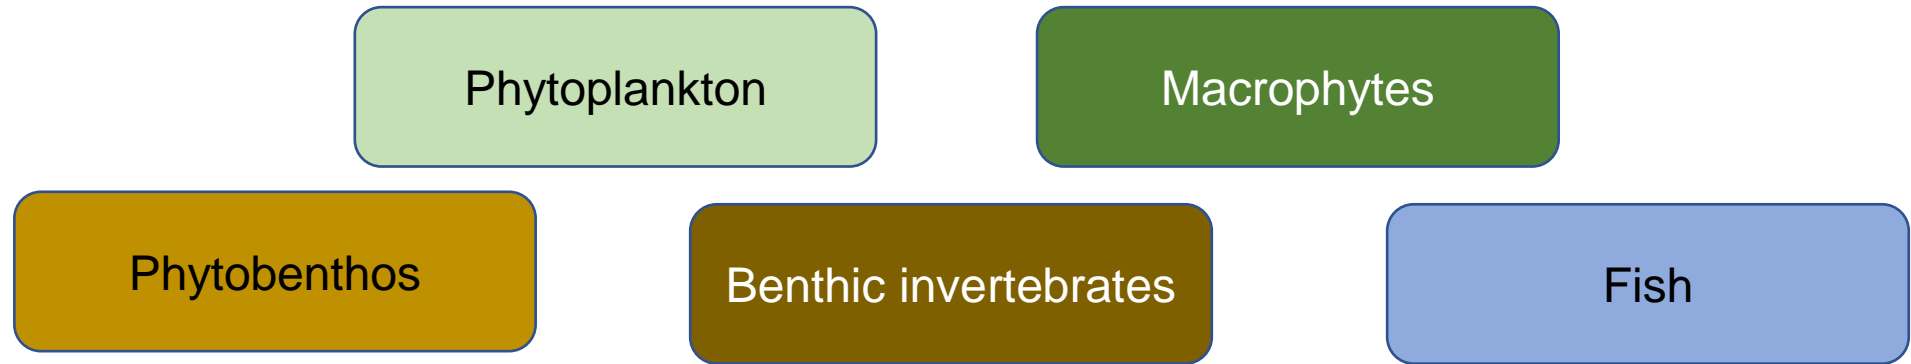 Phytoplankton
Macrophytes
Phytobenthos
Benthic invertebrates
Fish